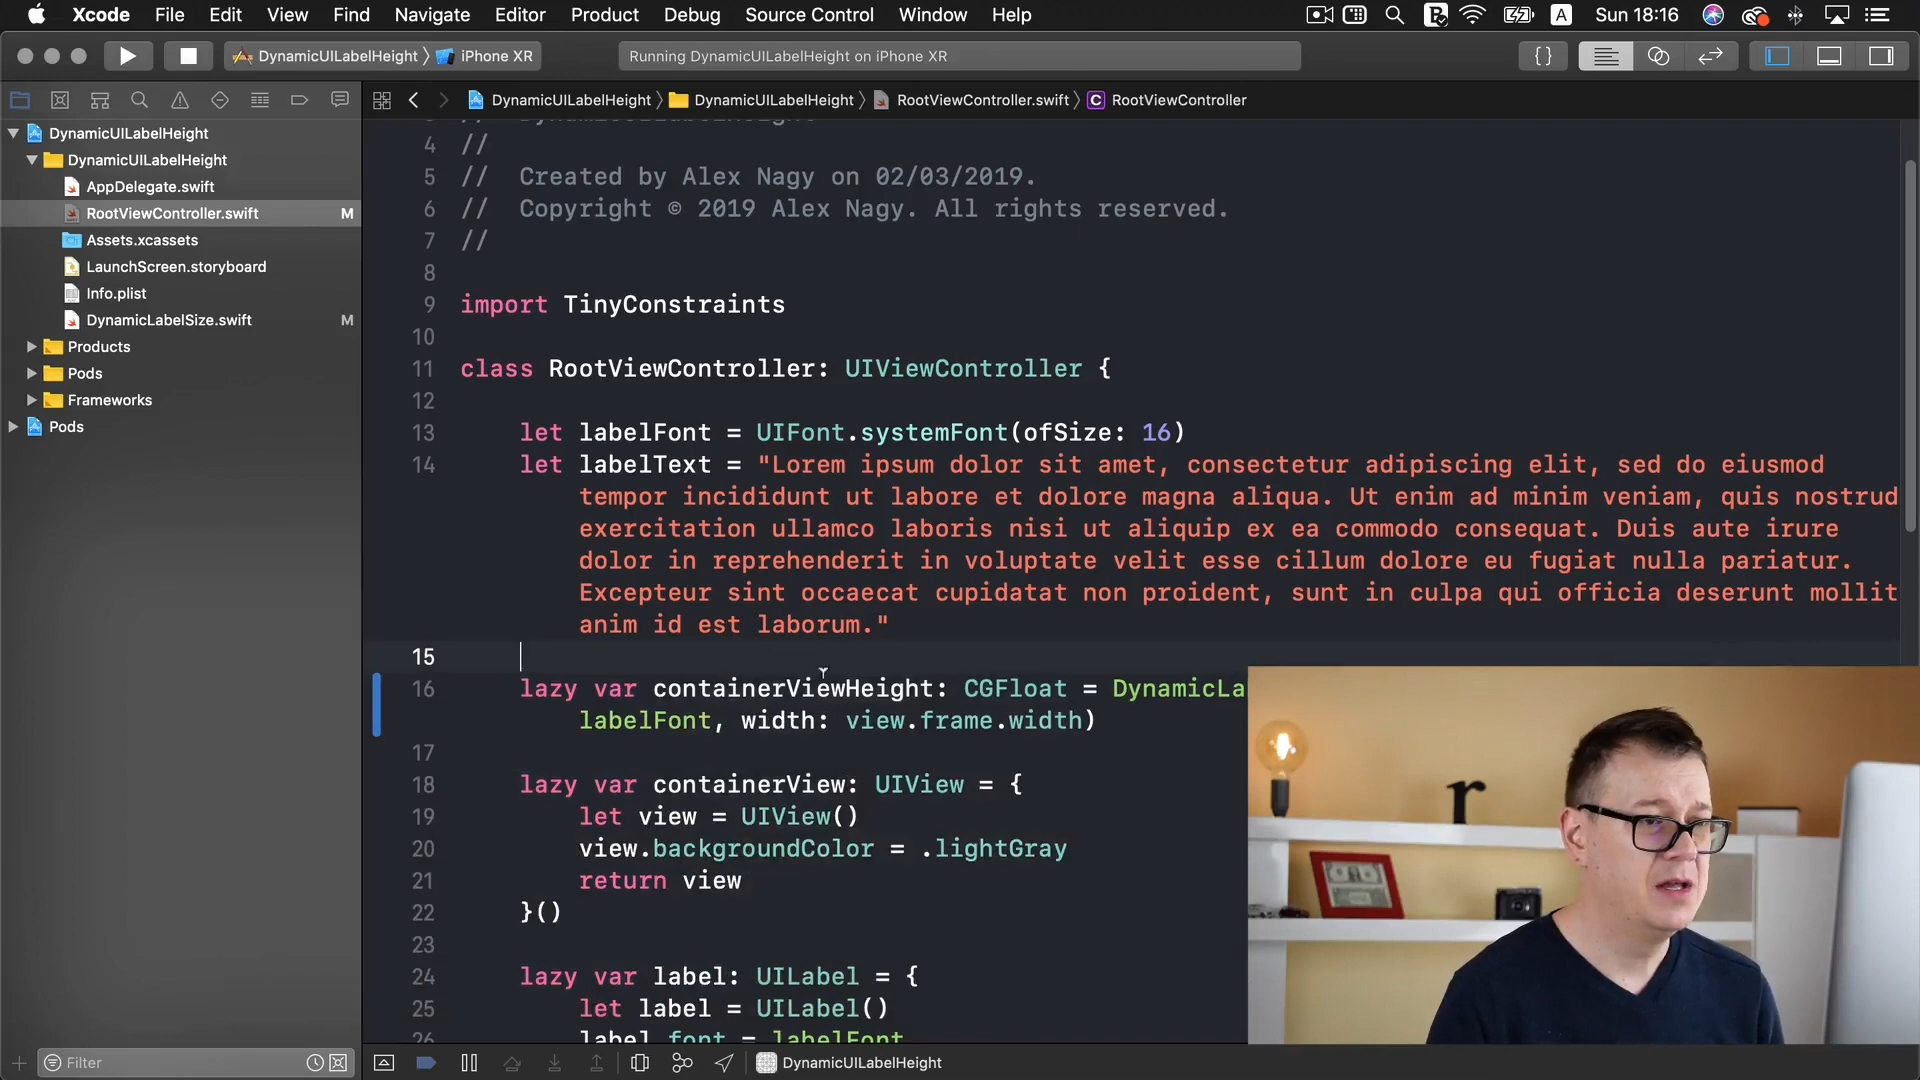 Xcode File Edit View Find Navigate Editor Product Debug Source Control Window Help A Sun 18:16
DynamicUILabelHeight iPhone XR Running DynamicUILabelHeight on iPhone XR {}
DynamicUILabelHeight DynamicUILabelHeight RootViewController.swift C RootViewController
DynamicUILabelHeight
DynamicUILabelHeight
AppDelegate.swift
RootViewController.swift M
Assets.xcassets
LaunchScreen.storyboard
Info.plist
DynamicLabelSize.swift M
Products
Pods
Frameworks
Pods
4 //
5 // Created by Alex Nagy on 02/03/2019.
6 // Copyright © 2019 Alex Nagy. All rights reserved.
7 //
8
9 import TinyConstraints
10
11 class RootViewController: UIViewController {
12
13 let labelFont = UIFont.systemFont(ofSize: 16)
14 let labelText = "Lorem ipsum dolor sit amet, consectetur adipiscing elit, sed do eiusmod
tempor incididunt ut labore et dolore magna aliqua. Ut enim ad minim veniam, quis nostrud
exercitation ullamco laboris nisi ut aliquip ex ea commodo consequat. Duis aute irure
dolor in reprehenderit in voluptate velit esse cillum dolore eu fugiat nulla pariatur.
Excepteur sint occaecat cupidatat non proident, sunt in culpa qui officia deserunt mollit
anim id est laborum."
15
16 lazy var containerViewHeight: CGFloat = DynamicLa
labelFont, width: view.frame.width)
17
18 lazy var containerView: UIView = {
19 let view = UIView()
20 view.backgroundColor = .lightGray
21 return view
22 }()
23
24 lazy var label: UILabel = {
25 let label = UILabel()
26 label.font = labelFont
Filter DynamicUILabelHeight